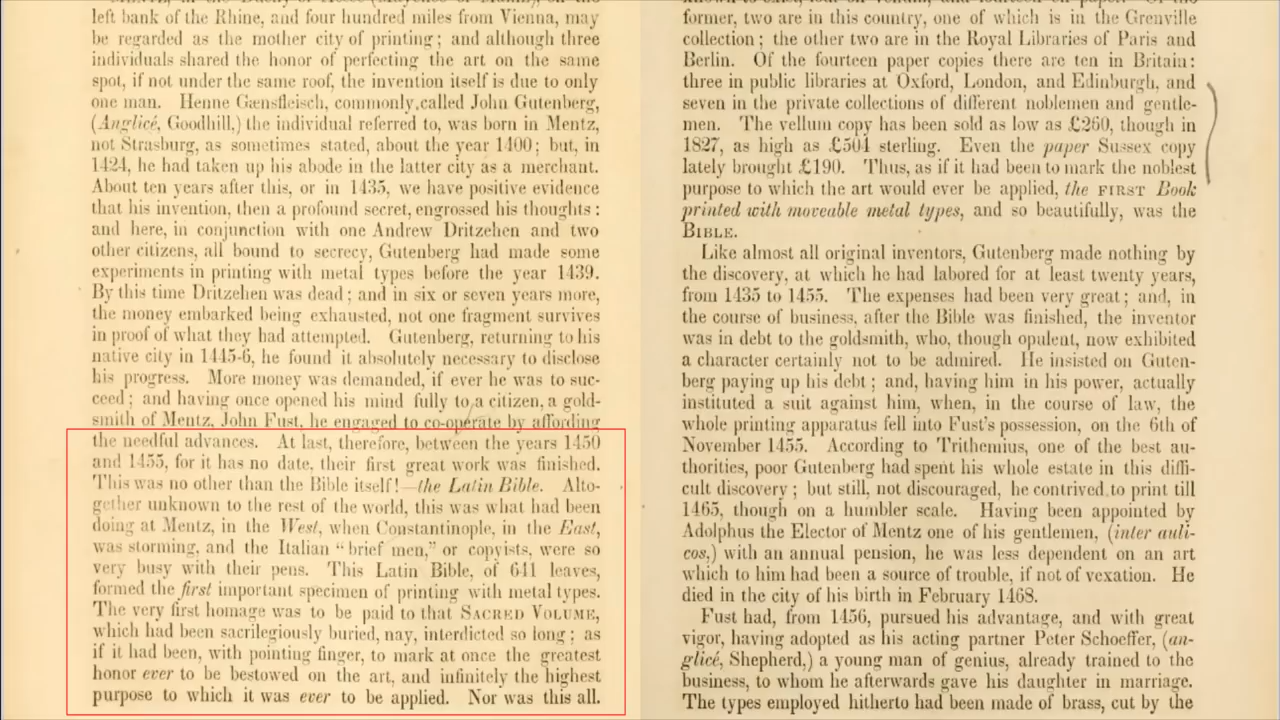 left bank of the Rhine, and four hundred miles from Vienna, may
be regarded as the mother city of printing; and although three
individuals shared the honor of perfecting the art on the same
spot, if not under the same roof, the invention itself is due to only
one man. Henne Gænsfleisch, commonly called John Gutenberg,
(Anglicé, Goodhill,) the individual referred to, was born in Mentz,
not Strasburg, as sometimes stated, about the year 1400; but, in
1424, he had taken up his abode in the latter city as a merchant.
About ten years after this, or in 1435, we have positive evidence
that his invention, then a profound secret, engrossed his thoughts:
and here, in conjunction with one Andrew Dritzehen and two
other citizens, all bound to secrecy, Gutenberg had made some
experiments in printing with metal types before the year 1439.
By this time Dritzehen was dead; and in six or seven years more,
the money embarked being exhausted, not one fragment survives
in proof of what they had attempted. Gutenberg, returning to his
native city in 1445-6, he found it absolutely necessary to disclose
his progress. More money was demanded, if ever he was to suc-
ceed; and having once opened his mind fully to a citizen, a gold-
smith of Mentz, John Fust, he engaged to co-operate by affording
the needful advances. At last, therefore, between the years 1450
and 1455, for it has no date, their first great work was finished.
This was no other than the Bible itself!—the Latin Bible. Alto-
gether unknown to the rest of the world, this was what had been
doing at Mentz, in the West, when Constantinople, in the East,
was storming, and the Italian “brief men,” or copyists, were so
very busy with their pens. This Latin Bible, of 641 leaves,
formed the first important specimen of printing with metal types.
The very first homage was to be paid to that SACRED VOLUME,
which had been sacrilegiously buried, nay, interdicted so long; as
if it had been, with pointing finger, to mark at once the greatest
honor ever to be bestowed on the art, and infinitely the highest
purpose to which it was ever to be applied. Nor was this all.
former, two are in this country, one of which is in the Grenville
collection; the other two are in the Royal Libraries of Paris and
Berlin. Of the fourteen paper copies there are ten in Britain:
three in public libraries at Oxford, London, and Edinburgh, and
seven in the private collections of different noblemen and gentle-
men. The vellum copy has been sold as low as £260, though in
1827, as high as £504 sterling. Even the paper Sussex copy
lately brought £190. Thus, as if it had been to mark the noblest
purpose to which the art would ever be applied, the FIRST Book
printed with moveable metal types, and so beautifully, was the
BIBLE.
Like almost all original inventors, Gutenberg made nothing by
the discovery, at which he had labored for at least twenty years,
from 1435 to 1455. The expenses had been very great; and, in
the course of business, after the Bible was finished, the inventor
was in debt to the goldsmith, who, though opulent, now exhibited
a character certainly not to be admired. He insisted on Guten-
berg paying up his debt; and, having him in his power, actually
instituted a suit against him, when, in the course of law, the
whole printing apparatus fell into Fust's possession, on the 6th of
November 1455. According to Trithemius, one of the best au-
thorities, poor Gutenberg had spent his whole estate in this diffi-
cult discovery; but still, not discouraged, he contrived to print till
1465, though on a humbler scale. Having been appointed by
Adolphus the Elector of Mentz one of his gentlemen, (inter auli-
cos,) with an annual pension, he was less dependent on an art
which to him had been a source of trouble, if not of vexation. He
died in the city of his birth in February 1468.
Fust had, from 1456, pursued his advantage, and with great
vigor, having adopted as his acting partner Peter Schoeffer, (an-
glicé, Shepherd,) a young man of genius, already trained to the
business, to whom he afterwards gave his daughter in marriage.
The types employed hitherto had been made of brass, cut by the